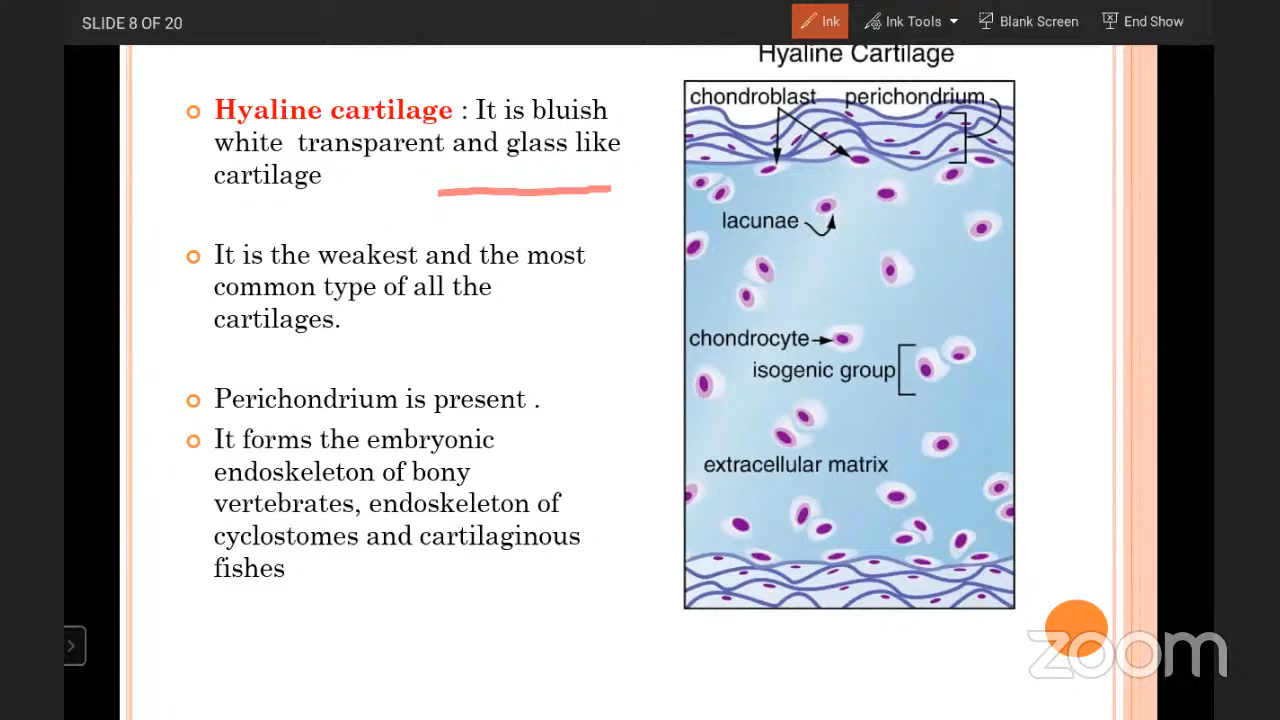 SLIDE 8 OF 20
Ink
Ink Tools
Blank Screen
End Show
Hyaline cartilage : It is bluish
white transparent and glass like
cartilage
It is the weakest and the most
common type of all the
cartilages.
Perichondrium is present .
It forms the embryonic
endoskeleton of bony
vertebrates, endoskeleton of
cyclostomes and cartilaginous
fishes
Hyaline Cartilage
chondroblast
perichondrium
lacunae
chondrocyte
isogenic group
extracellular matrix
zoom